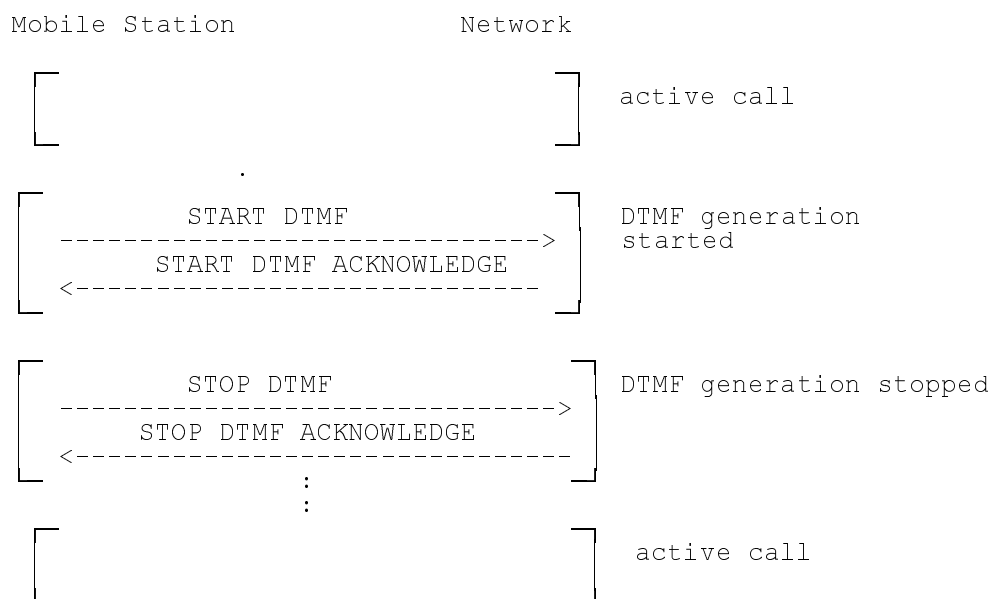 Mobile Station Network
active call
.
START DTMF DTMF generation
------------------------------> started
START DTMF ACKNOWLEDGE
<-----------------------------
STOP DTMF DTMF generation stopped
------------------------------->
STOP DTMF ACKNOWLEDGE
<-------------------------------
:
:
active call